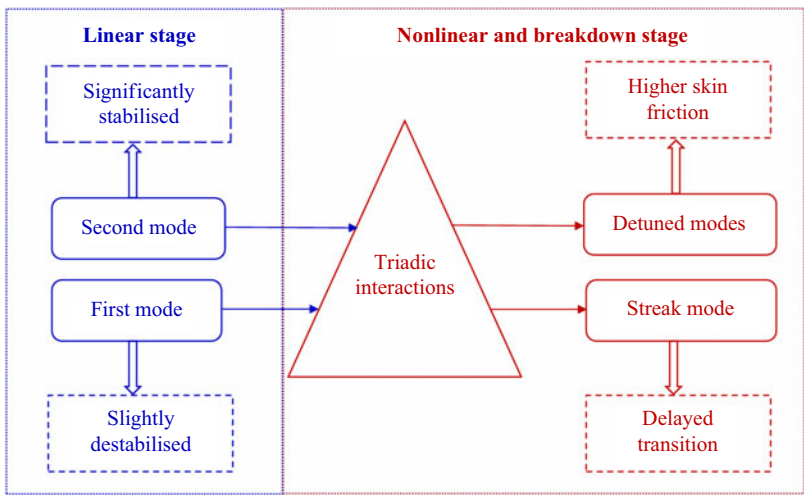 Linear stage
Nonlinear and breakdown stage
Significantly
stabilised
Higher skin
friction
Second mode
Detuned modes
Triadic
interactions
First mode
Streak mode
Slightly
destabilised
Delayed
transition